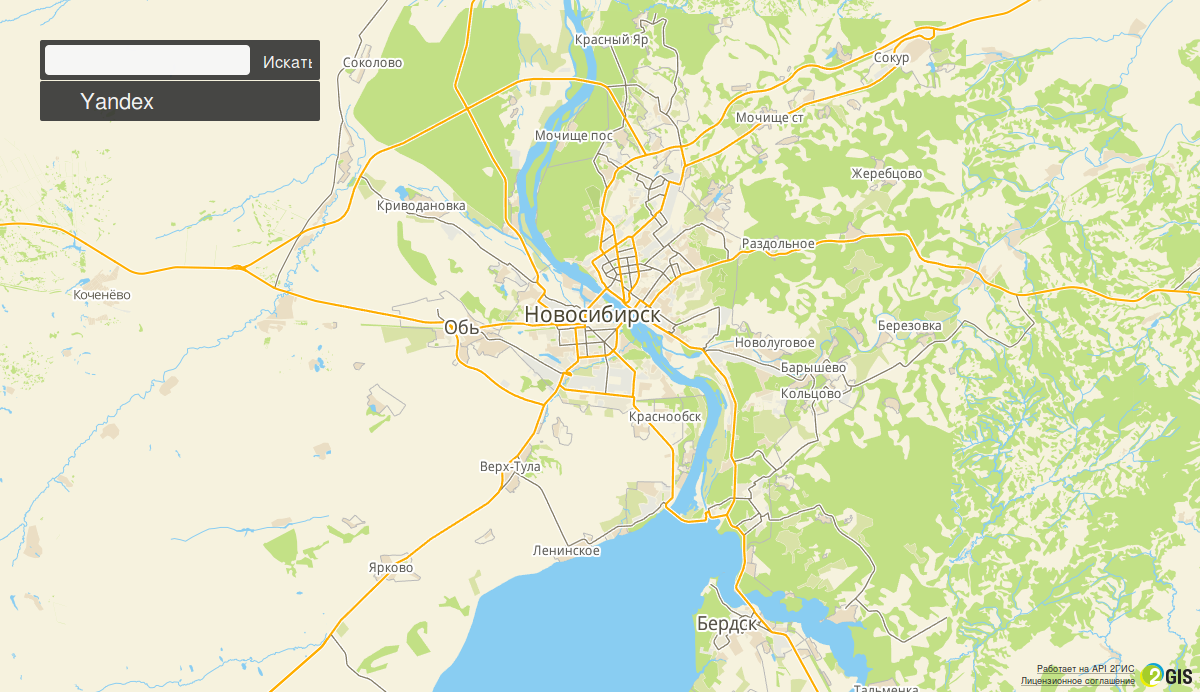 Красный Яр
Сокур
Соколово
Искать
Yandex
Мочище ст
Мочище пос
Жеребцово
Криводановка
Раздольное
Коченёво
Новосибирск
Обь
Березовка
Новолуговое
Барышево
Кольцово
Краснообск
Верх-Тула
Ленинское
Ярково
Бердск
Работает на API 2ГИС
Лицензионное соглашение
2GIS
Тальменка